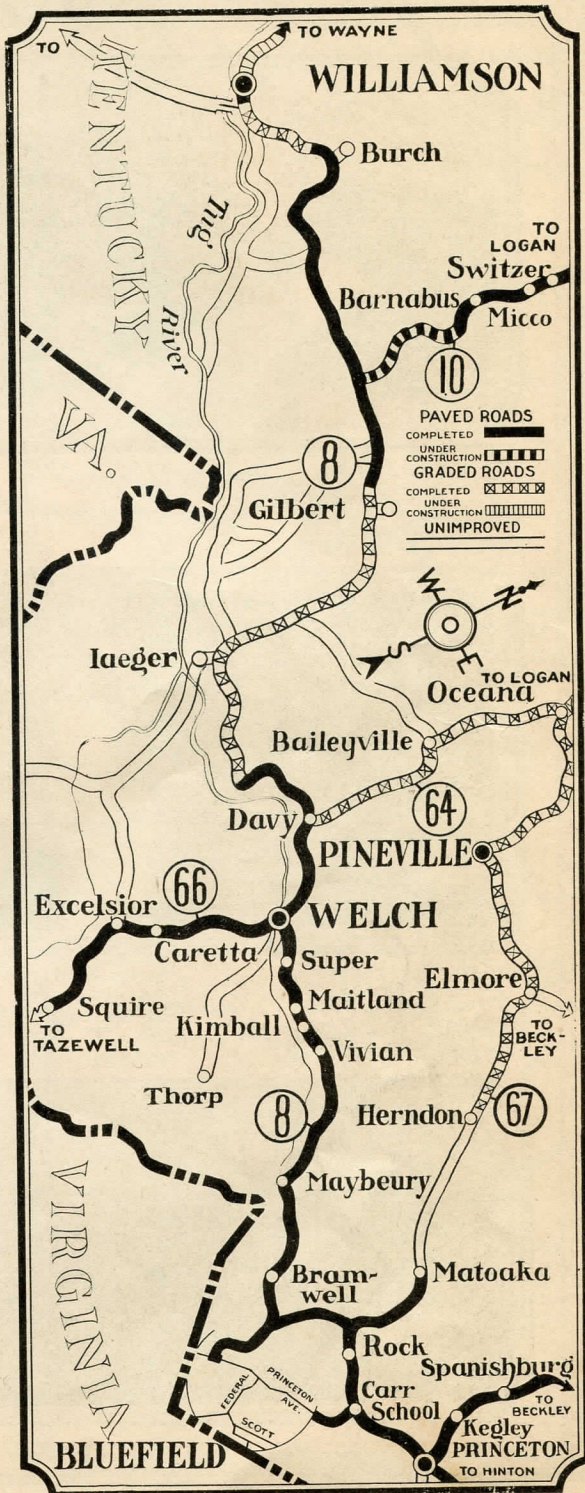 TO WAYNE
TO
WILLIAMSON
KENTUCKY
Burch
Tug
River
TO
LOGAN
Switzer
Barnabus
Micco
10
PAVED ROADS
COMPLETED
UNDER
CONSTRUCTION
GRADED ROADS
COMPLETED
UNDER
CONSTRUCTION
UNIMPROVED
VA.
8
Gilbert
W
N
S
E
Iaeger
TO LOGAN
Oceana
Baileyville
64
Davy
PINEVILLE
Excelsior
66
WELCH
Caretta
Super
Elmore
Squire
Maitland
TO
TAZEWELL
Kimball
TO
BECK-
LEY
Vivian
Thorp
8
Herndon
67
VIRGINIA
Maybeury
Bram-
well
Matoaka
Rock
Spanishburg
PRINCETON
AVE.
FEDERAL
Carr
School
TO
BECKLEY
SCOTT
Kegley
BLUEFIELD
PRINCETON
TO HINTON